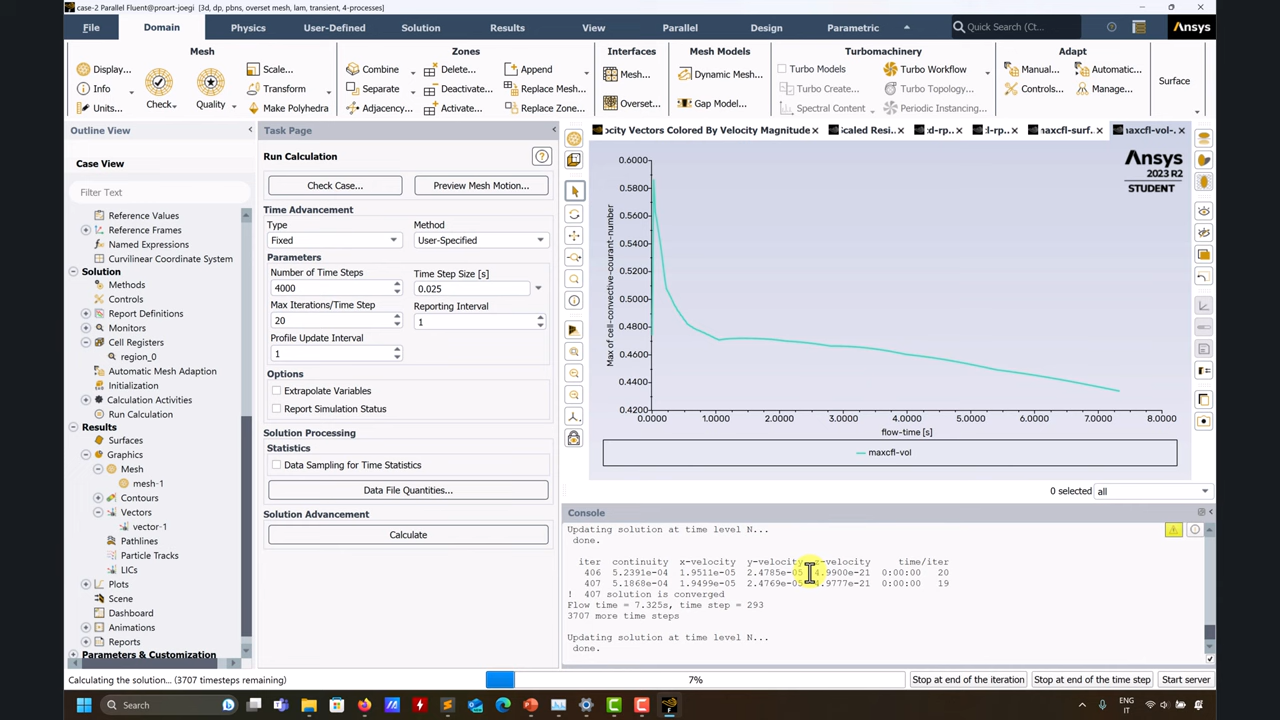 case-2 Parallel Fluent@proart-joegi [3d, dp, pbns, overset mesh, lam, transient, 4-processes]
File Domain Physics User-Defined Solution Results View Parallel Design Parametric Quick Search (Ct... Ansys
Mesh Zones Interfaces Mesh Models Turbomachinery Adapt
Display... Scale... Combine Delete... Append Mesh... Dynamic Mesh... Turbo Models Turbo Workflow Manual... Automatic...
Info Check Quality Transform Separate Deactivate... Replace Mesh... Turbo Create... Turbo Topology... Controls... Manage... Surface
Units... Make Polyhedra Adjacency... Activate... Replace Zone... Overset... Gap Model... Spectral Content Periodic Instancing...
Outline View
Case View
Filter Text
Reference Values
Reference Frames
Named Expressions
Curvilinear Coordinate System
Solution
Methods
Controls
Report Definitions
Monitors
Cell Registers
region_0
Automatic Mesh Adaption
Initialization
Calculation Activities
Run Calculation
Results
Surfaces
Graphics
Mesh
mesh-1
Contours
Vectors
vector-1
Pathlines
Particle Tracks
LICs
Plots
Scene
Dashboard
Animations
Reports
Parameters & Customization
Task Page
Run Calculation
Check Case... Preview Mesh Motion...
Time Advancement
Type Method
Fixed User-Specified
Parameters
Number of Time Steps Time Step Size [s]
4000 0.025
Max Iterations/Time Step Reporting Interval
20 1
Profile Update Interval
1
Options
Extrapolate Variables
Report Simulation Status
Solution Processing
Statistics
Data Sampling for Time Statistics
Data File Quantities...
Solution Advancement
Calculate
ocity Vectors Colored By Velocity Magnitude caled Resi... d-rp... d-rp... naxcfl-surf... naxcfl-vol-...
Ansys
2023 R2
STUDENT
Max of cell-convective-courant-number
0.6000
0.5800
0.5600
0.5400
0.5200
0.5000
0.4800
0.4600
0.4400
0.4200
0.0000 1.0000 2.0000 3.0000 4.0000 5.0000 6.0000 7.0000 8.0000
flow-time [s]
maxcfl-vol
0 selected all
Console
Updating solution at time level N...
done.
iter continuity x-velocity y-velocity -velocity time/iter
406 5.2391e-04 1.9511e-05 2.4785e-05 4.9900e-21 0:00:00 20
407 5.1868e-04 1.9499e-05 2.4769e-05 4.9777e-21 0:00:00 19
! 407 solution is converged
Flow time = 7.325s, time step = 293
3707 more time steps
Updating solution at time level N...
done.
Calculating the solution... (3707 timesteps remaining) 7% Stop at end of the iteration Stop at end of the time step Start server
Search ENG
IT